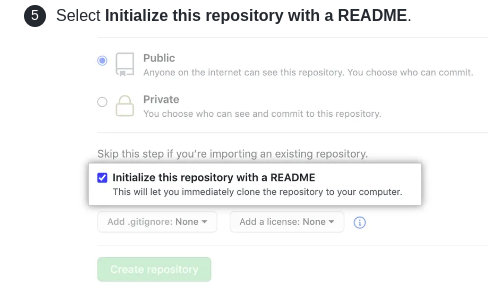 5 Select Initialize this repository with a README.
Public
Anyone on the internet can see this repository. You choose who can commit.
Private
You choose who can see and commit to this repository.
Skip this step if you're importing an existing repository.
Initialize this repository with a README
This will let you immediately clone the repository to your computer.
Add .gitignore: None Add a license: None
Create repository